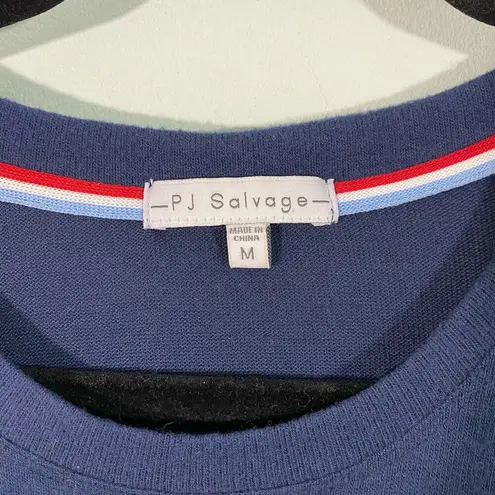 —PJ Salvage—
MADE IN
CHINA
M